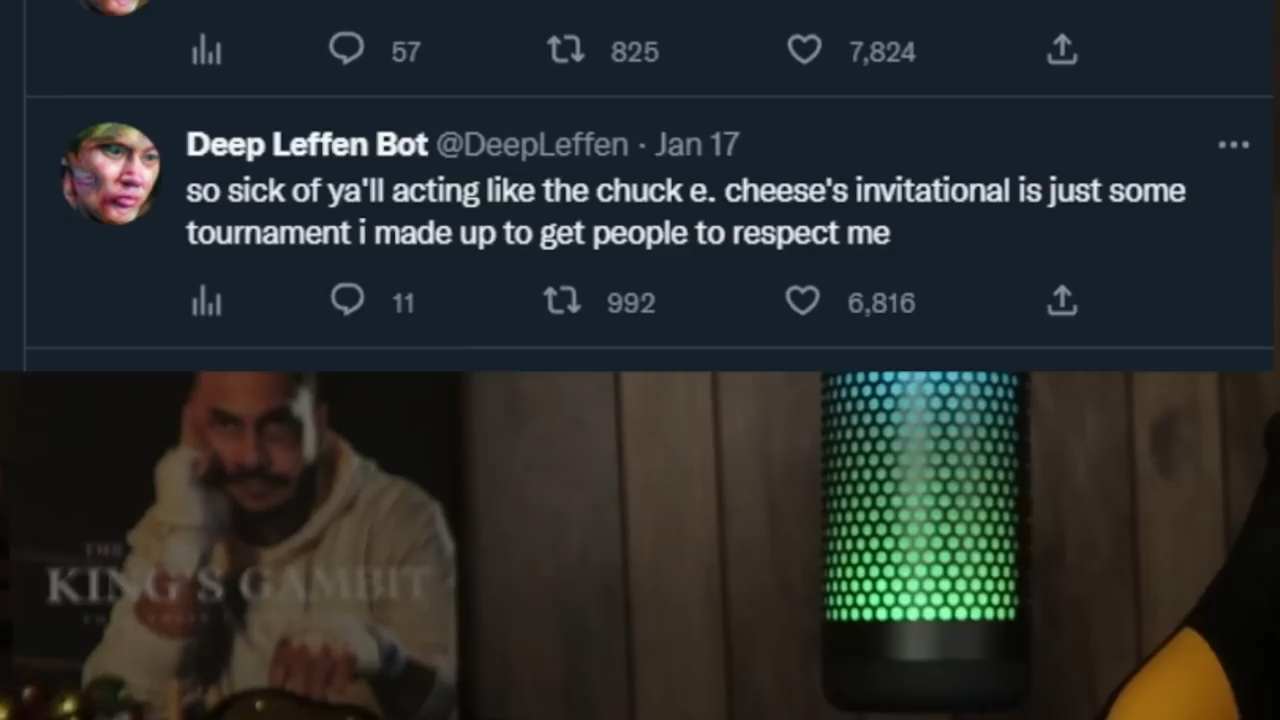 57 825 7,824
Deep Leffen Bot @DeepLeffen · Jan 17
so sick of ya'll acting like the chuck e. cheese's invitational is just some
tournament i made up to get people to respect me
11 992 6,816
THE
KING'S GAMBIT